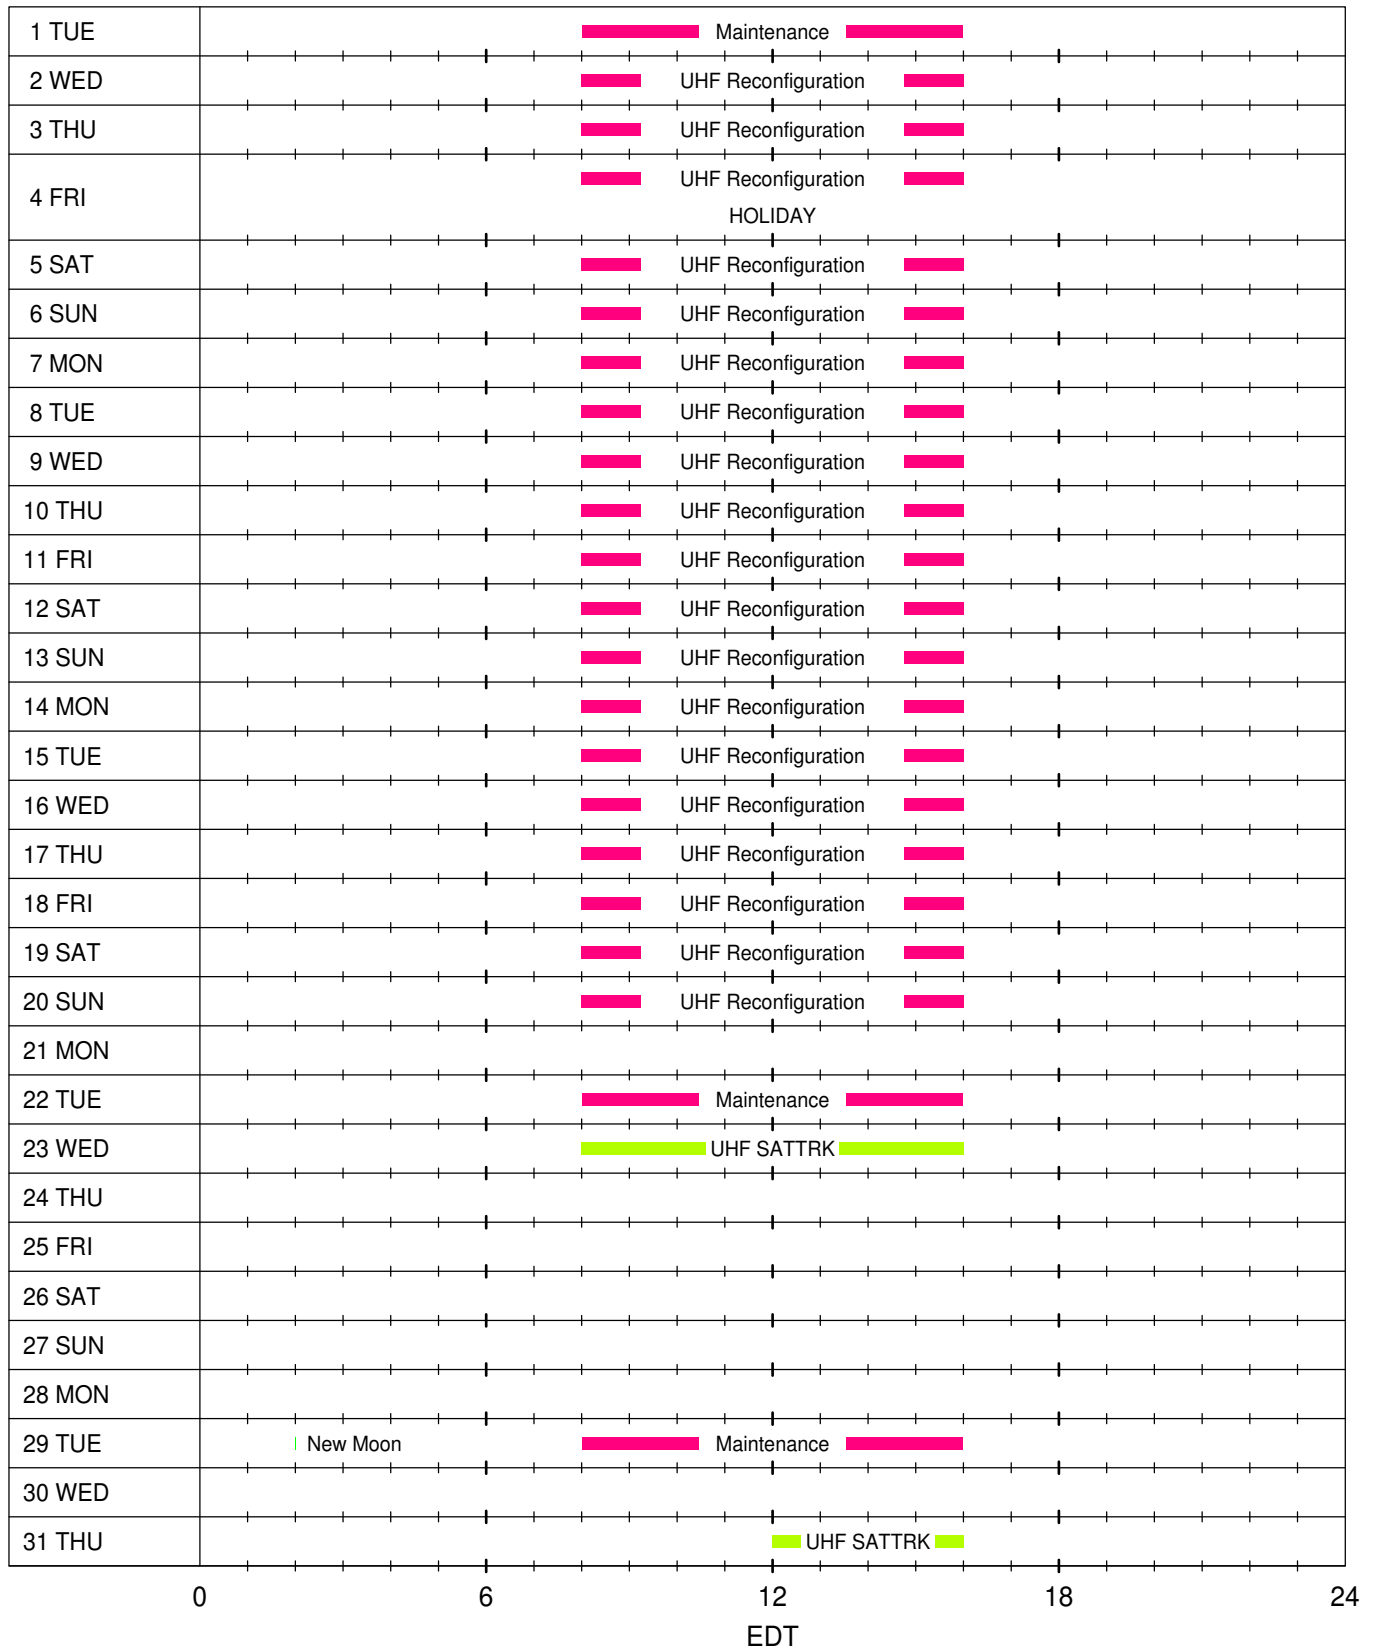 1 TUE Maintenance
2 WED UHF Reconfiguration
3 THU UHF Reconfiguration
4 FRI UHF Reconfiguration
HOLIDAY
5 SAT UHF Reconfiguration
6 SUN UHF Reconfiguration
7 MON UHF Reconfiguration
8 TUE UHF Reconfiguration
9 WED UHF Reconfiguration
10 THU UHF Reconfiguration
11 FRI UHF Reconfiguration
12 SAT UHF Reconfiguration
13 SUN UHF Reconfiguration
14 MON UHF Reconfiguration
15 TUE UHF Reconfiguration
16 WED UHF Reconfiguration
17 THU UHF Reconfiguration
18 FRI UHF Reconfiguration
19 SAT UHF Reconfiguration
20 SUN UHF Reconfiguration
21 MON
22 TUE Maintenance
23 WED UHF SATTRK
24 THU
25 FRI
26 SAT
27 SUN
28 MON
29 TUE New Moon Maintenance
30 WED
31 THU UHF SATTRK
0 6 12 18 24
EDT